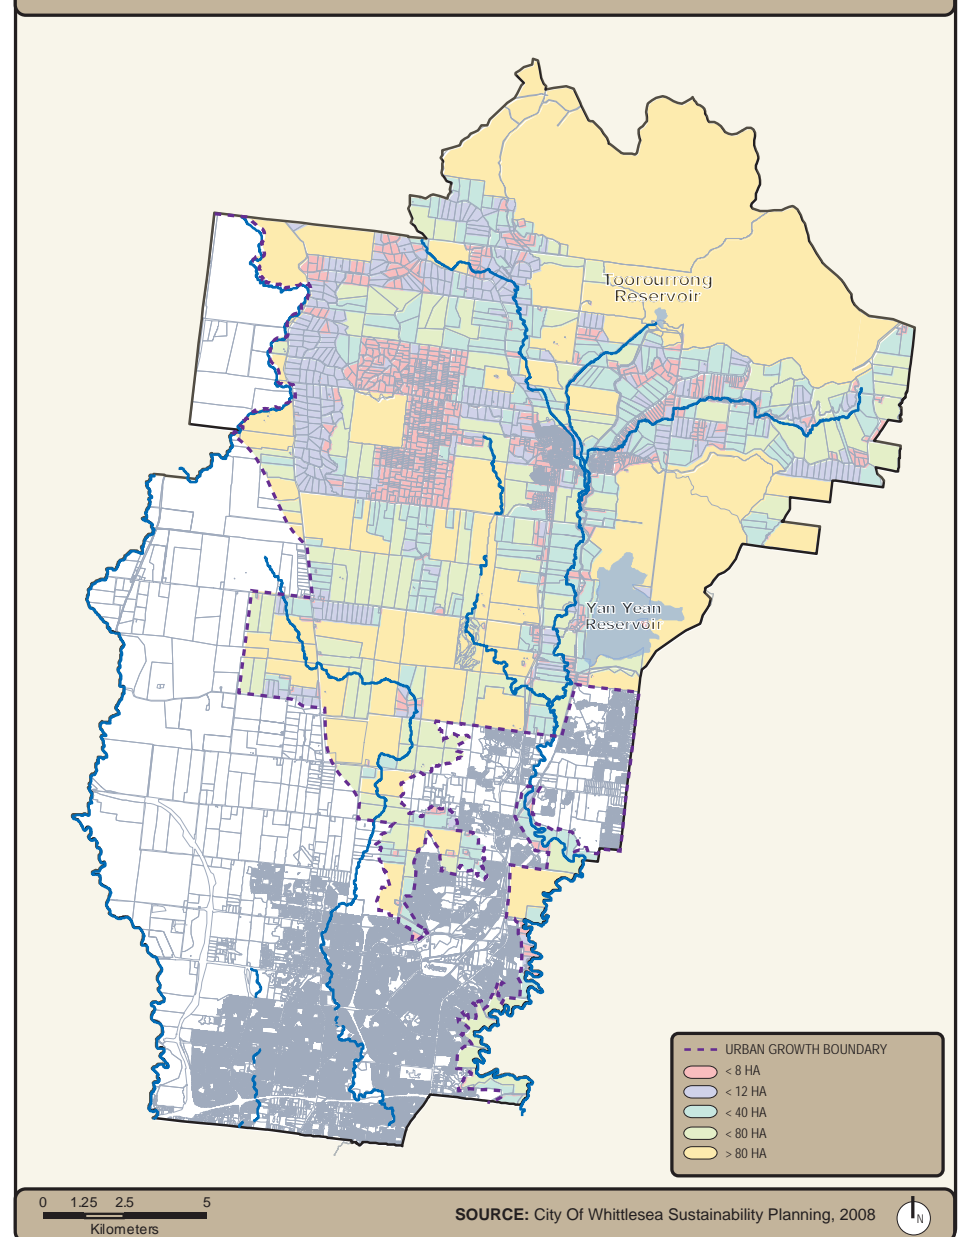 Toorourrong
Reservoir
Yan Yean
Reservoir
URBAN GROWTH BOUNDARY
< 8 HA
< 12 HA
< 40 HA
< 80 HA
> 80 HA
0 1.25 2.5 5
Kilometers
SOURCE: City Of Whittlesea Sustainability Planning, 2008
N